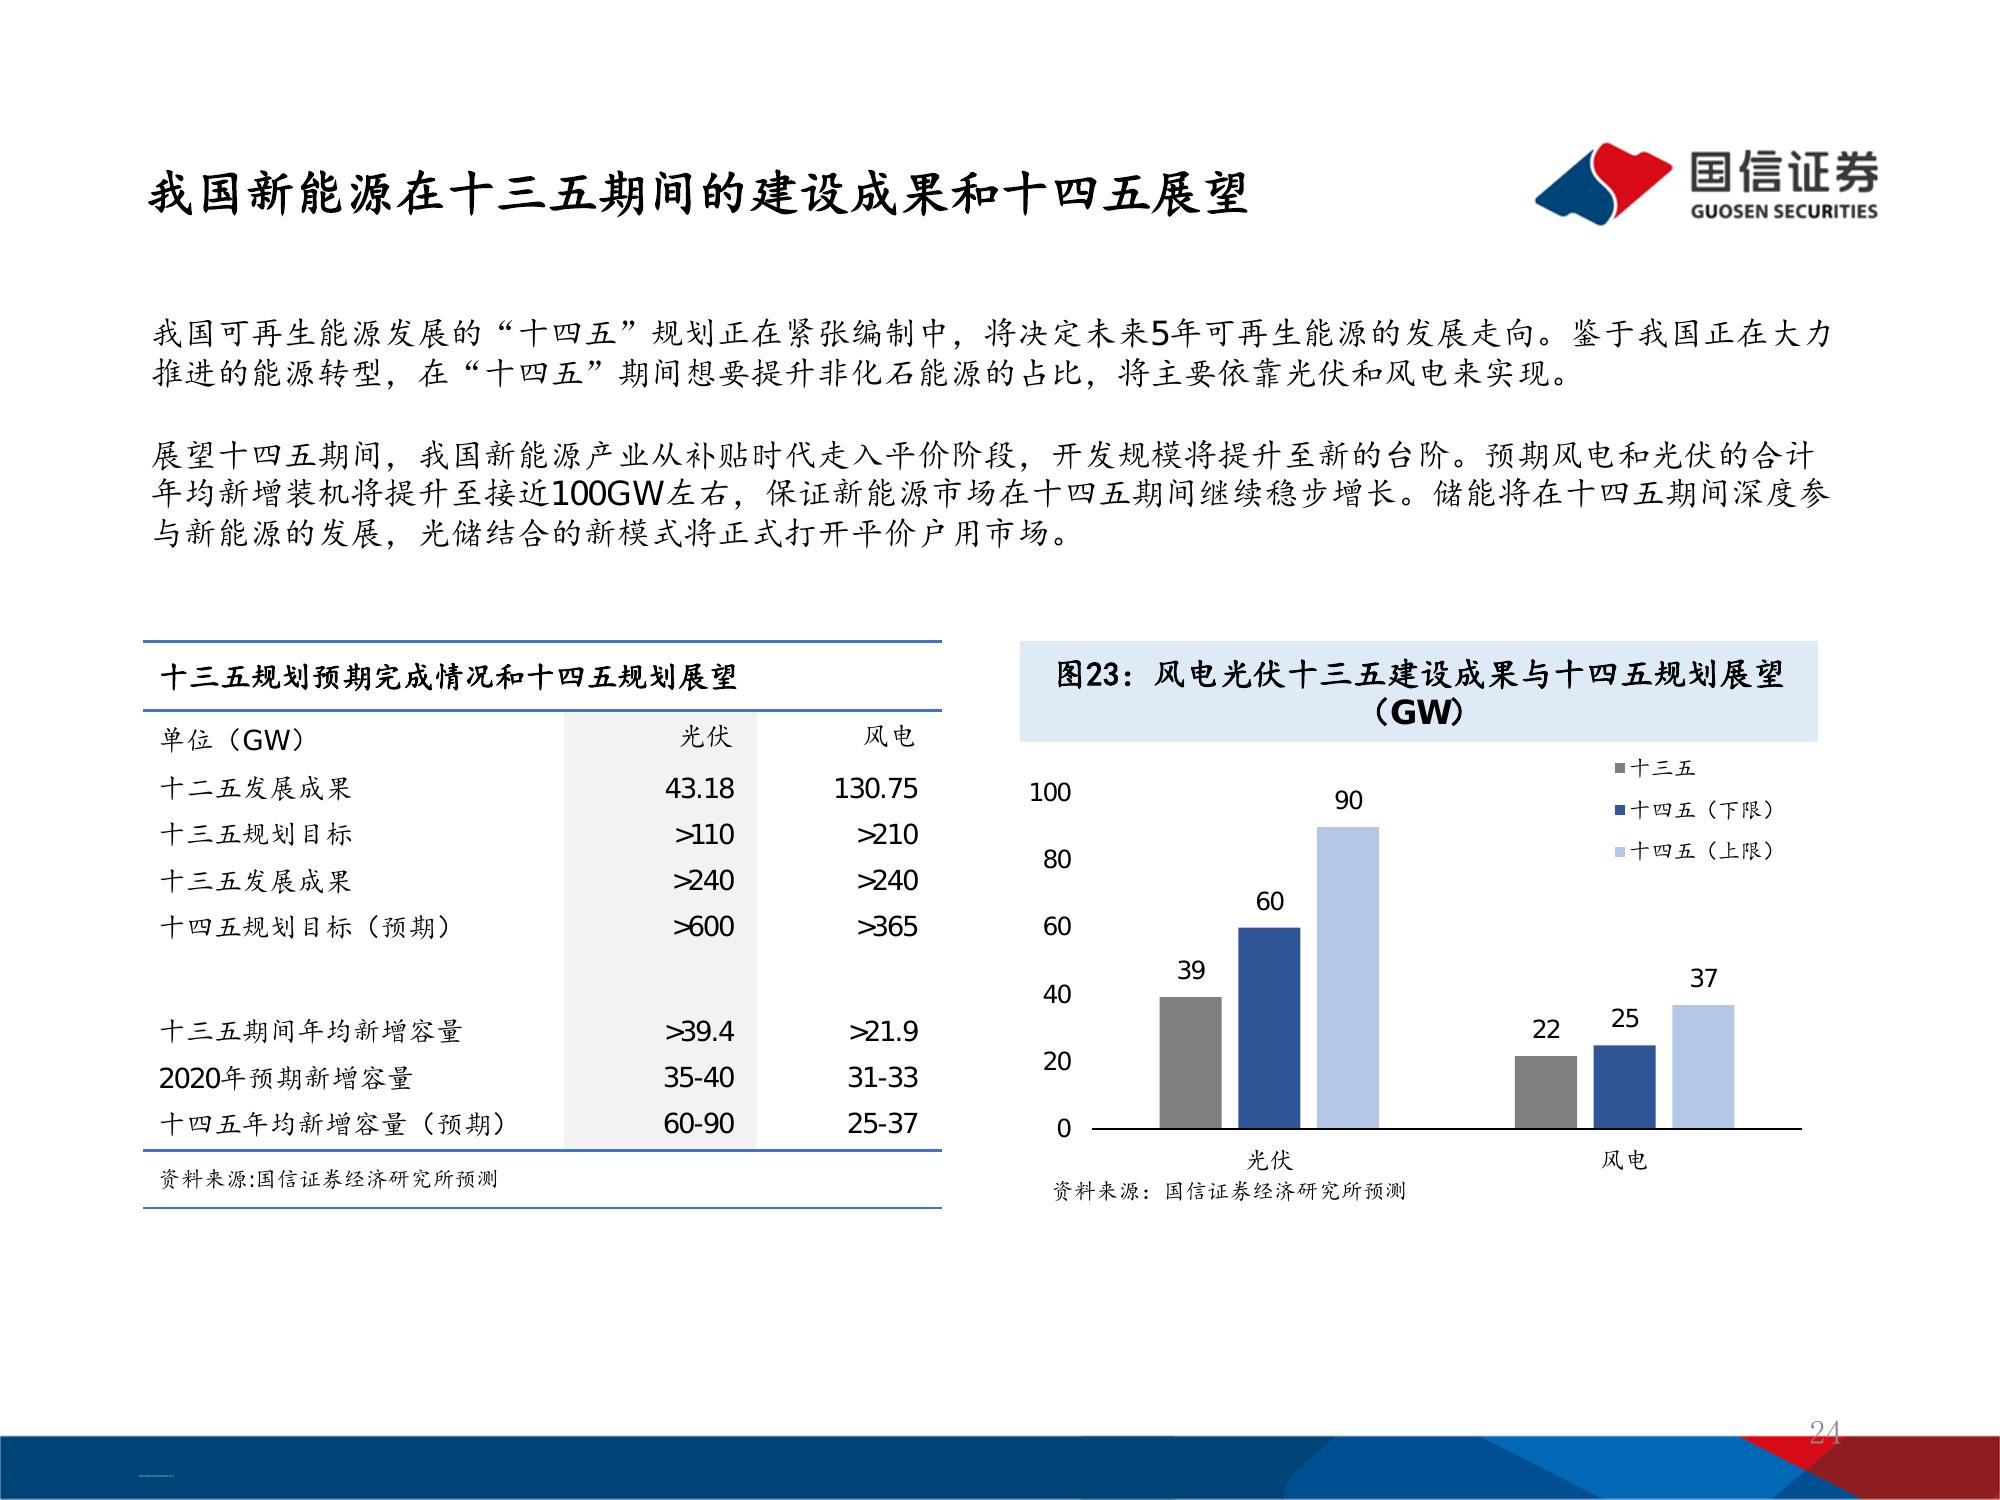 我国新能源在十三五期间的建设成果和十四五展望
国信证券
GUOSEN SECURITIES
我国可再生能源发展的“十四五”规划正在紧张编制中，将决定未来5年可再生能源的发展走向。鉴于我国正在大力
推进的能源转型，在“十四五”期间想要提升非化石能源的占比，将主要依靠光伏和风电来实现。
展望十四五期间，我国新能源产业从补贴时代走入平价阶段，开发规模将提升至新的台阶。预期风电和光伏的合计
年均新增装机将提升至接近100GW左右，保证新能源市场在十四五期间继续稳步增长。储能将在十四五期间深度参
与新能源的发展，光储结合的新模式将正式打开平价户用市场。
十三五规划预期完成情况和十四五规划展望
单位（GW） 光伏 风电
十二五发展成果 43.18 130.75
十三五规划目标 >110 >210
十三五发展成果 >240 >240
十四五规划目标（预期） >600 >365
十三五期间年均新增容量 >39.4 >21.9
2020年预期新增容量 35-40 31-33
十四五年均新增容量（预期） 60-90 25-37
资料来源:国信证券经济研究所预测
图23：风电光伏十三五建设成果与十四五规划展望
（GW）
十三五
十四五（下限）
十四五（上限）
100
80
60
40
20
0
39
60
90
22
25
37
光伏
风电
资料来源：国信证券经济研究所预测
24